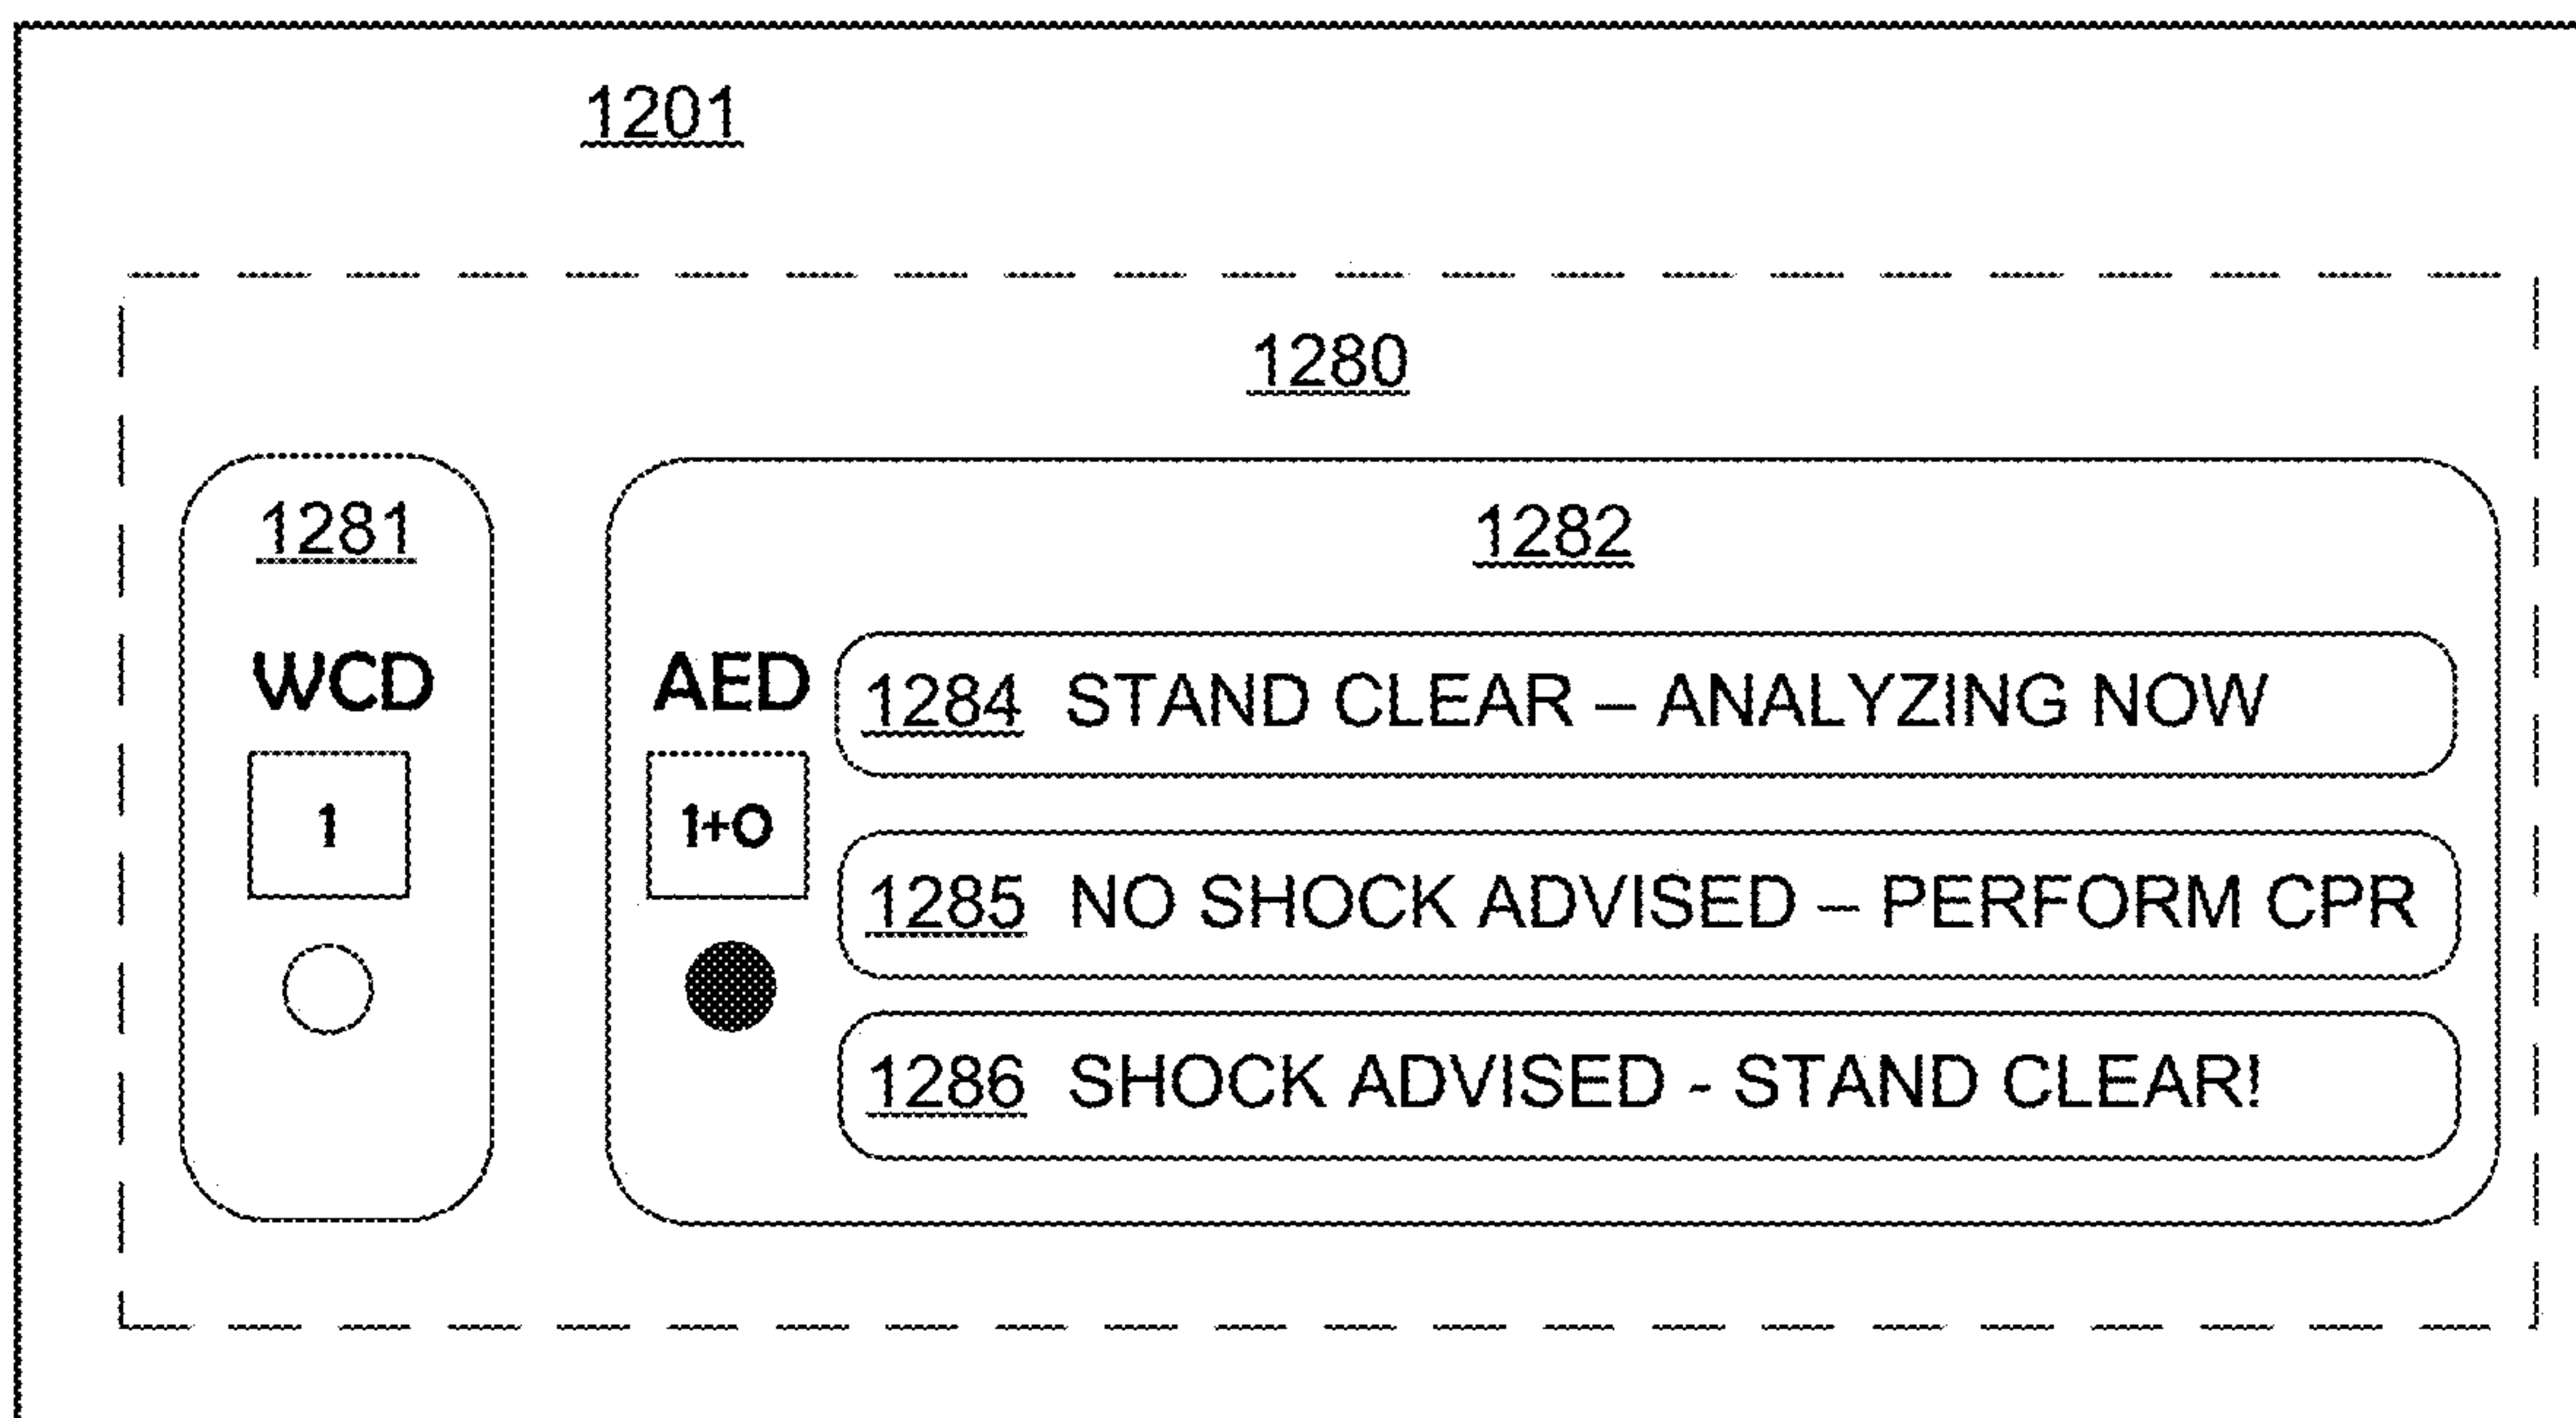 1201
1280
1281
WCD
1
1282
AED
1+O
1284 STAND CLEAR – ANALYZING NOW
1285 NO SHOCK ADVISED – PERFORM CPR
1286 SHOCK ADVISED - STAND CLEAR!